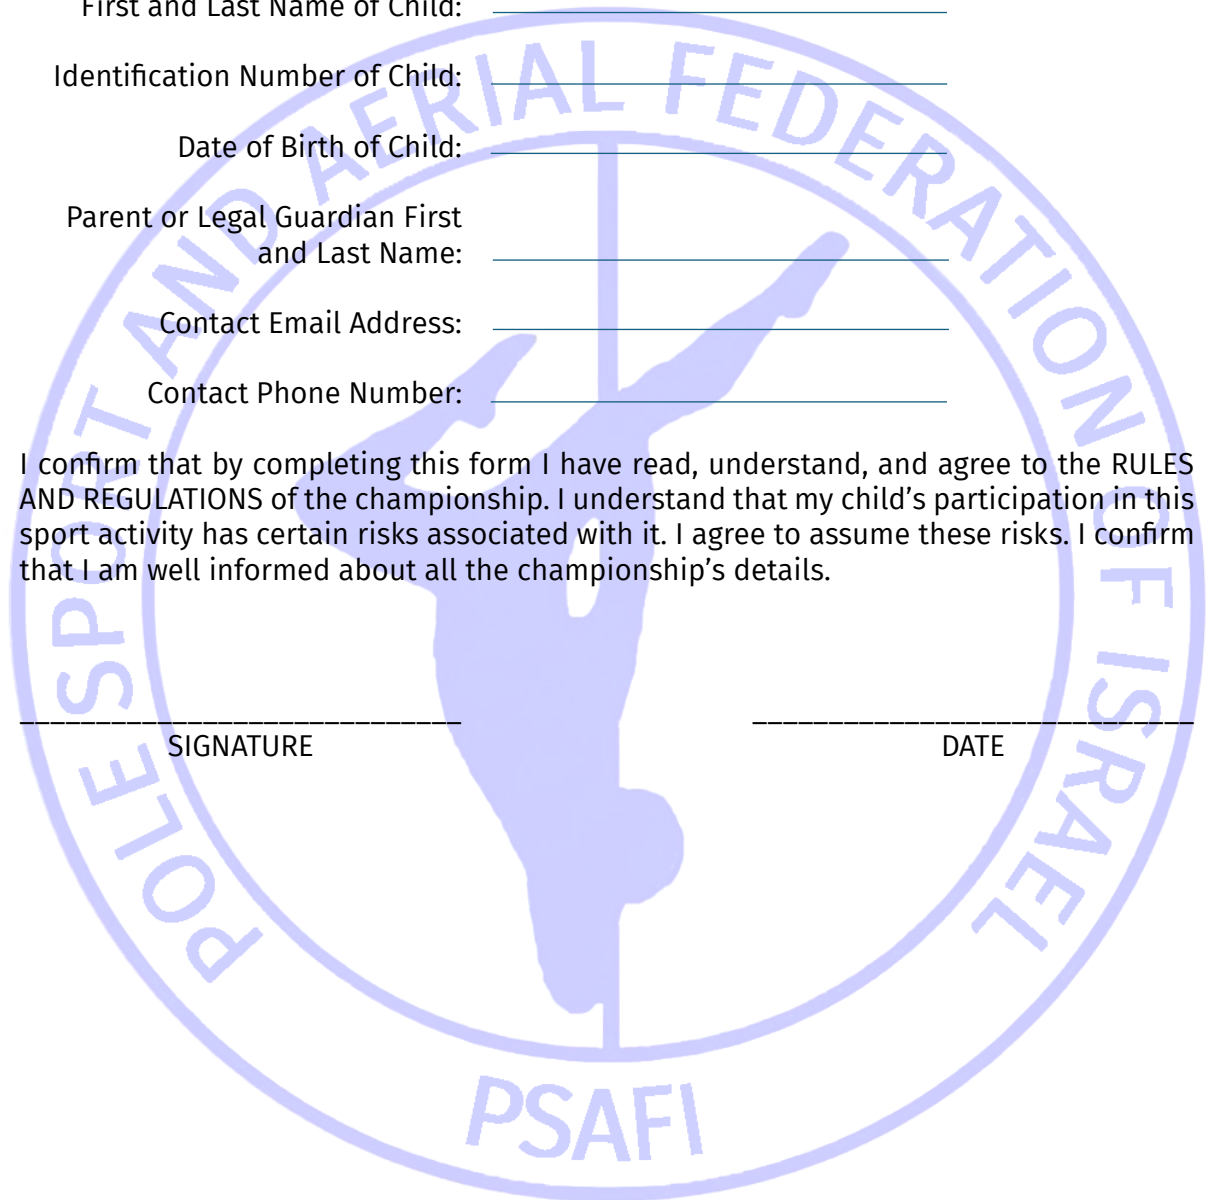 First and Last Name of Child:
Identification Number of Child:
Date of Birth of Child:
Parent or Legal Guardian First
and Last Name:
Contact Email Address:
Contact Phone Number:
I confirm that by completing this form I have read, understand, and agree to the RULES
AND REGULATIONS of the championship. I understand that my child's participation in this
sport activity has certain risks associated with it. I agree to assume these risks. I confirm
that I am well informed about all the championship's details.
SIGNATURE
DATE
POLE SPORT AND AERIAL FEDERATION OF ISRAEL
PSAFI